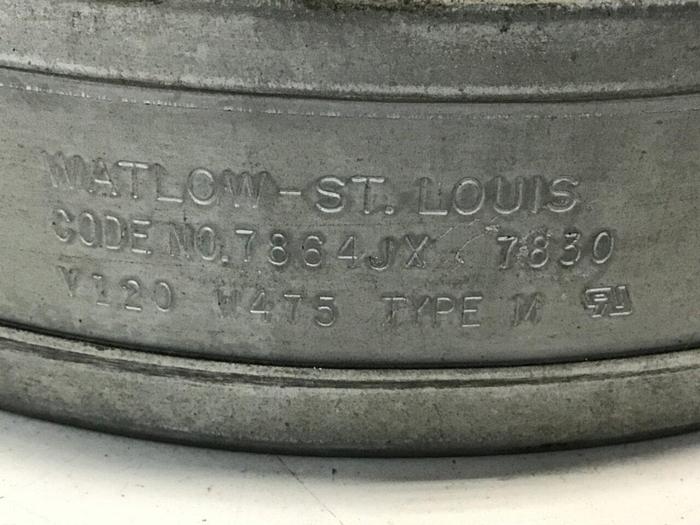 WATLOW-ST. LOUIS
CODE NO. 7864JX 7830
V120 W475 TYPE M